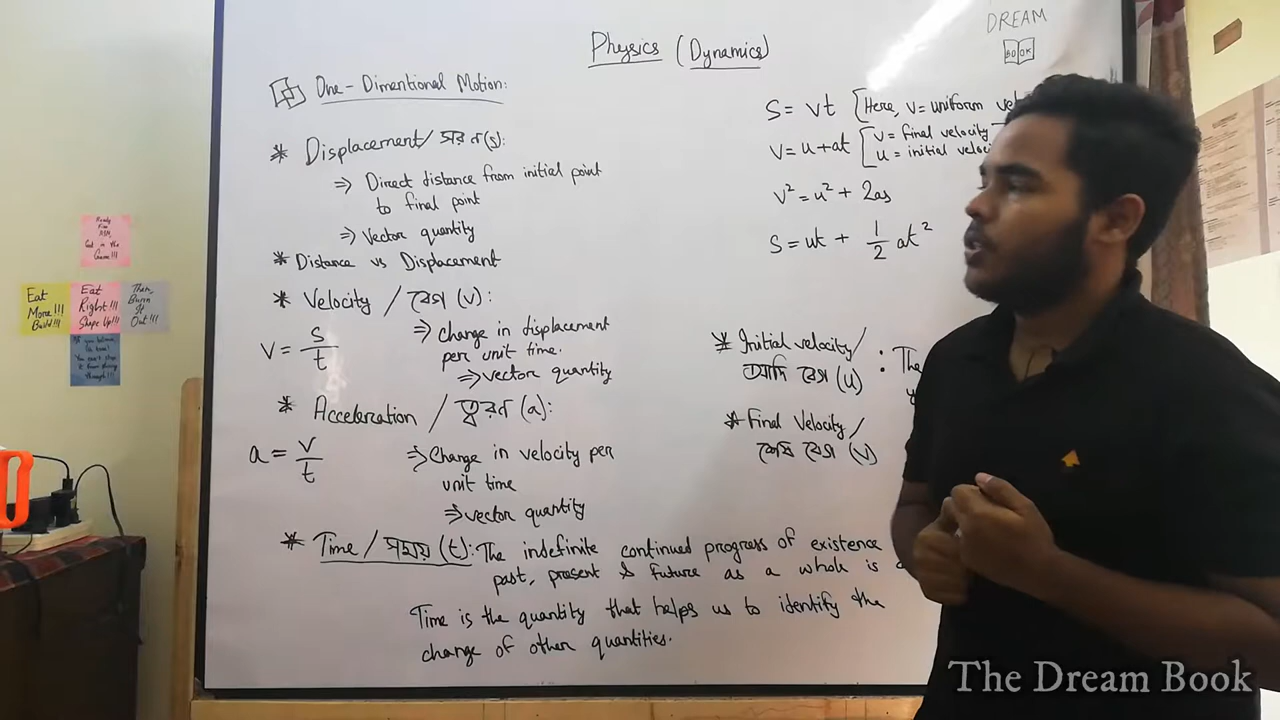 Physics (Dynamics)
DREAM
BOOK
One-Dimentional Motion:
* Displacement/ সরণ(s):
⇒ Direct distance from initial point
to final point
⇒ Vector quantity
* Distance vs Displacement
* Velocity / বেগ (v):
V = s/t
⇒ change in displacement
per unit time.
⇒ vector quantity
* Acceleration / ত্বরণ (a):
a = v/t
⇒ Change in velocity per
unit time
⇒ vector quantity
* Time / সময় (t): The indefinite continued progress of existence
past, present & future as a whole is
Time is the quantity that helps us to identify the
change of other quantities.
S = vt [Here, v = uniform
v = u + at [v = final velocity
u = initial
v² = u² + 2as
S = ut + 1/2 at²
* Initial velocity/
আদি বেগ (u) : The
* Final Velocity/
শেষ বেগ (v)
Eat
More!!!
Build!!!
Eat
Right!!!
Shape Up!!!
Then,
Burn
It
Out!!!
The Dream Book